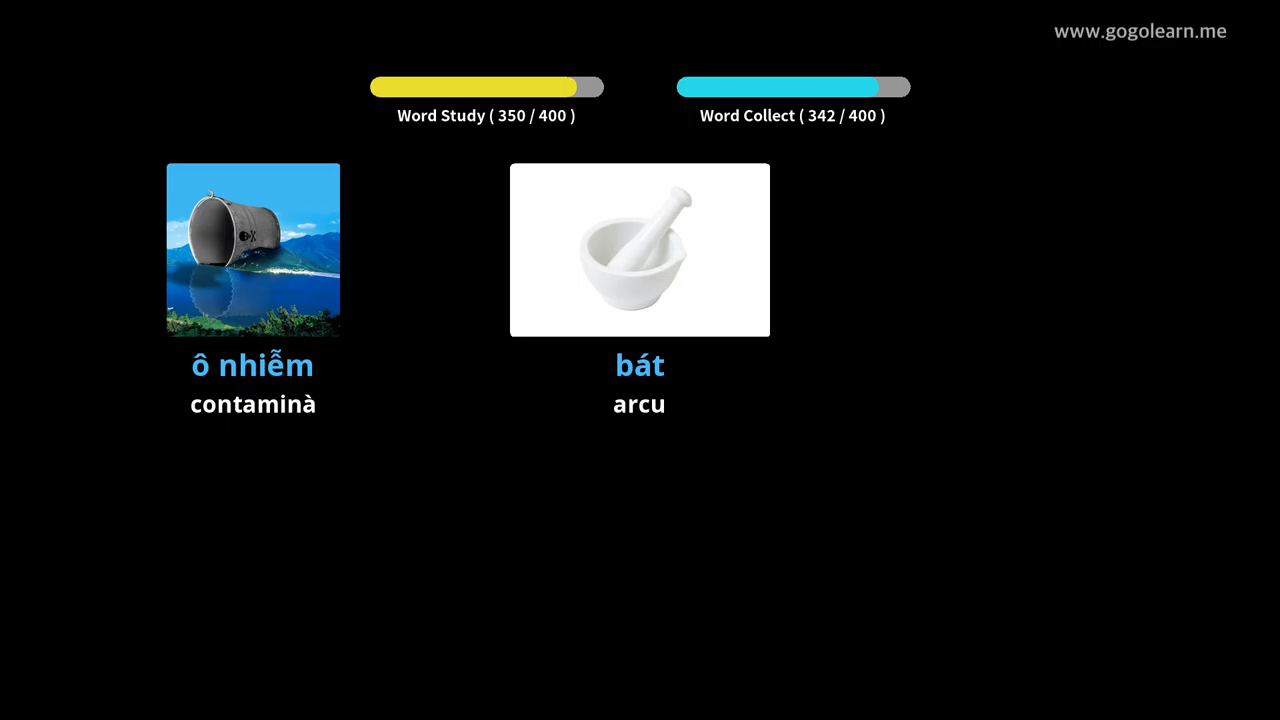 www.gogolearn.me
Word Study ( 350 / 400 )
Word Collect ( 342 / 400 )
ô nhiễm
contaminà
bát
arcu